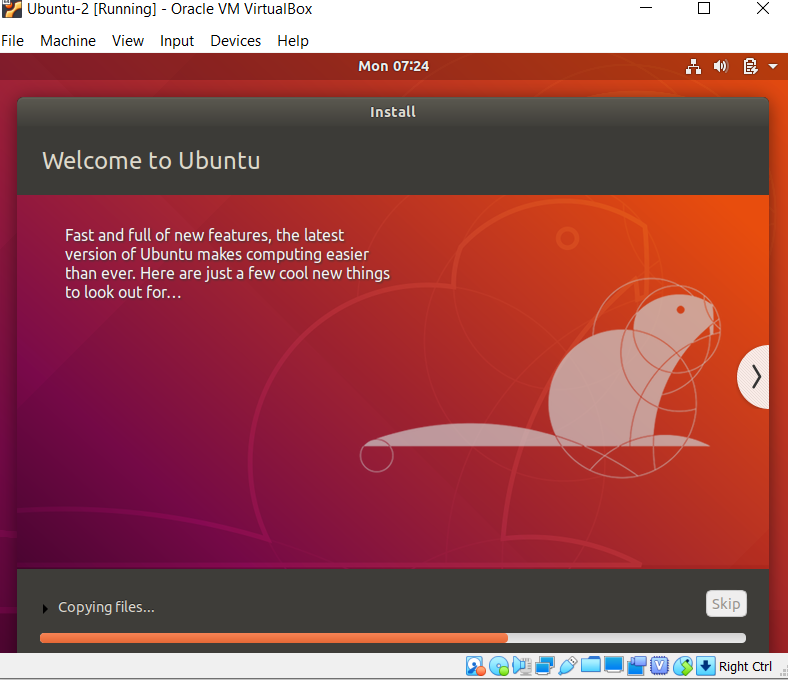 Ubuntu-2 [Running] - Oracle VM VirtualBox
File Machine View Input Devices Help
Mon 07:24
Install
Welcome to Ubuntu
Fast and full of new features, the latest
version of Ubuntu makes computing easier
than ever. Here are just a few cool new things
to look out for…
Copying files...
Skip
Right Ctrl